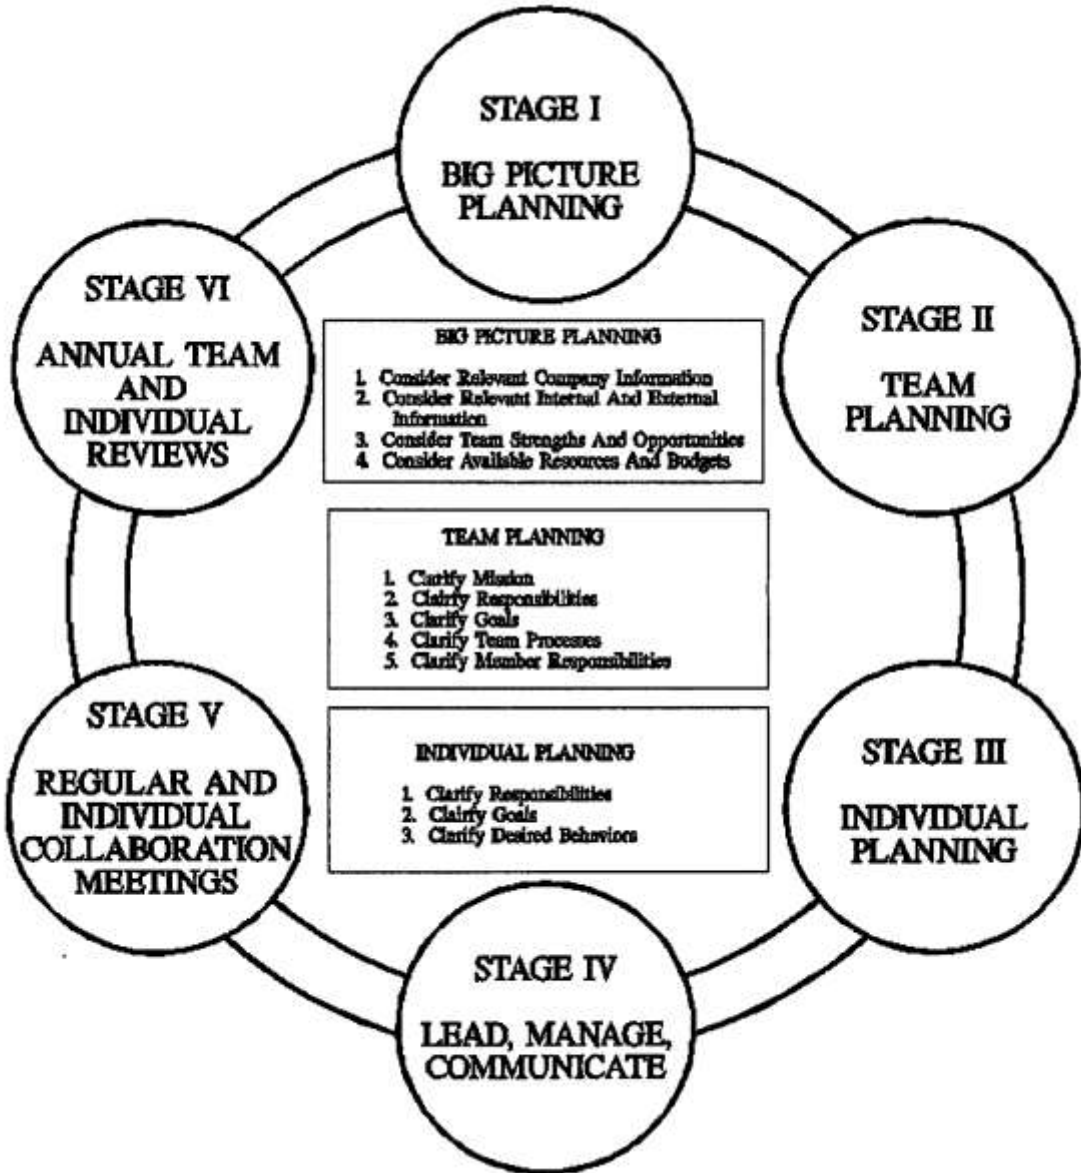 STAGE I
BIG PICTURE
PLANNING
STAGE II
TEAM
PLANNING
STAGE III
INDIVIDUAL
PLANNING
STAGE IV
LEAD, MANAGE,
COMMUNICATE
STAGE V
REGULAR AND
INDIVIDUAL
COLLABORATION
MEETINGS
STAGE VI
ANNUAL TEAM
AND
INDIVIDUAL
REVIEWS
BIG PICTURE PLANNING
1. Consider Relevant Company Information
2. Consider Relevant Internal And External
Information
3. Consider Team Strengths And Opportunities
4. Consider Available Resources And Budgets
TEAM PLANNING
1. Clarify Mission
2. Clairfy Responsibilities
3. Clarify Goals
4. Clarify Team Processes
5. Clarify Member Responsibilities
INDIVIDUAL PLANNING
1. Clarify Responsibilities
2. Clairfy Goals
3. Clarify Desired Behaviors